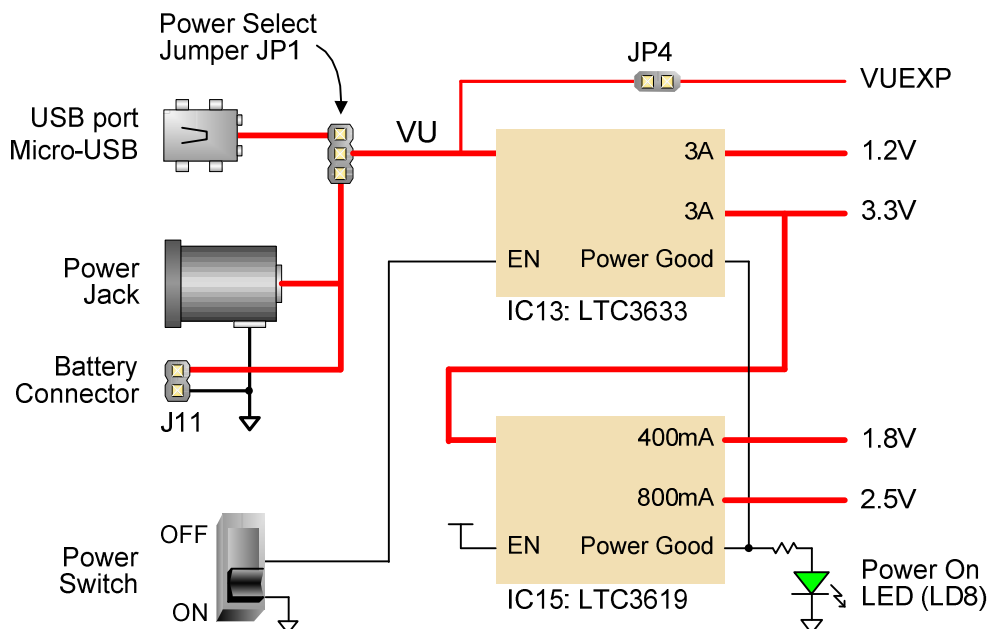 Power Select
Jumper JP1
JP4
VUEXP
USB port
Micro-USB
VU
3A
1.2V
3A
3.3V
EN
Power Good
IC13: LTC3633
Power
Jack
Battery
Connector
J11
400mA
1.8V
800mA
2.5V
EN
Power Good
IC15: LTC3619
OFF
Power
Switch
ON
Power On
LED (LD8)